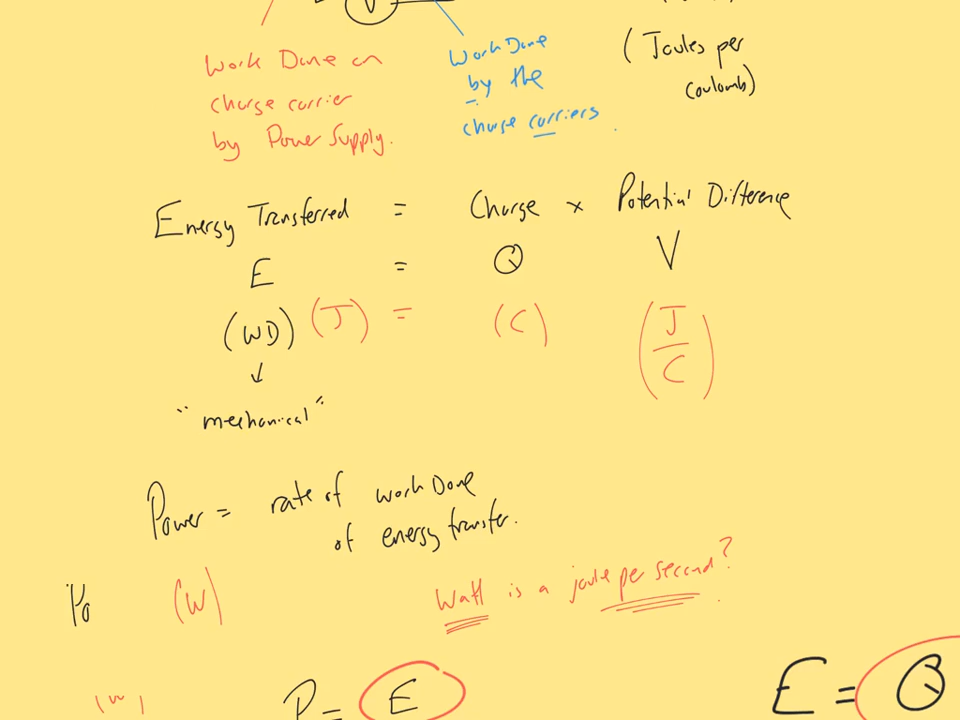 V
Work Done on
charge carrier
by Power Supply.
Work Done
by the
charge carriers.
(Joules per
coulomb)
Energy Transferred = Charge x Potential Difference
E = Q V
(WD) (J) = (C) (J/C)
"mechanical"
Power = rate of work Done
of energy transfer.
Po (W)
Watt is a joule per second?
P = E
E = Q